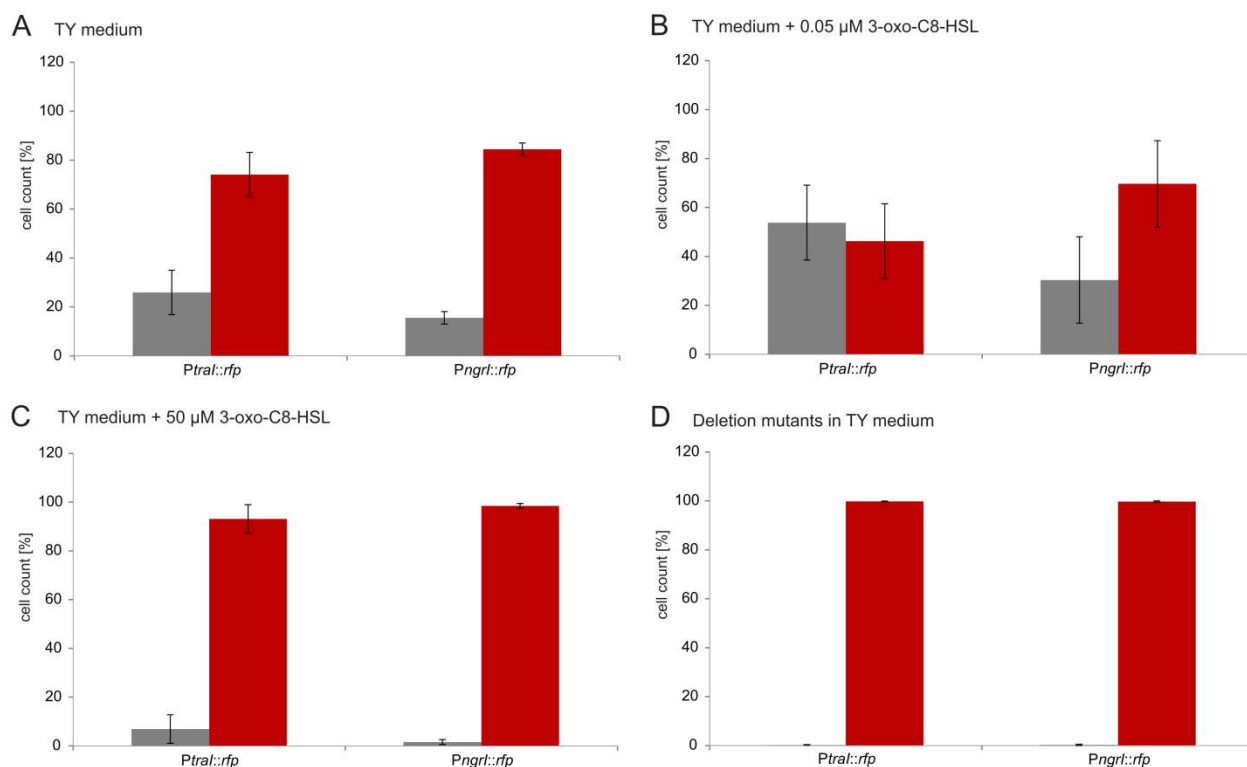 A TY medium
120
100
80
60
40
20
0
cell count [%]
PtraI::rfp
PngrI::rfp
B TY medium + 0.05 µM 3-oxo-C8-HSL
120
100
80
60
40
20
0
cell count [%]
PtraI::rfp
PngrI::rfp
C TY medium + 50 µM 3-oxo-C8-HSL
120
100
80
60
40
20
0
cell count [%]
PtraI::rfp
PngrI::rfp
D Deletion mutants in TY medium
120
100
80
60
40
20
0
cell count [%]
PtraI::rfp
PngrI::rfp